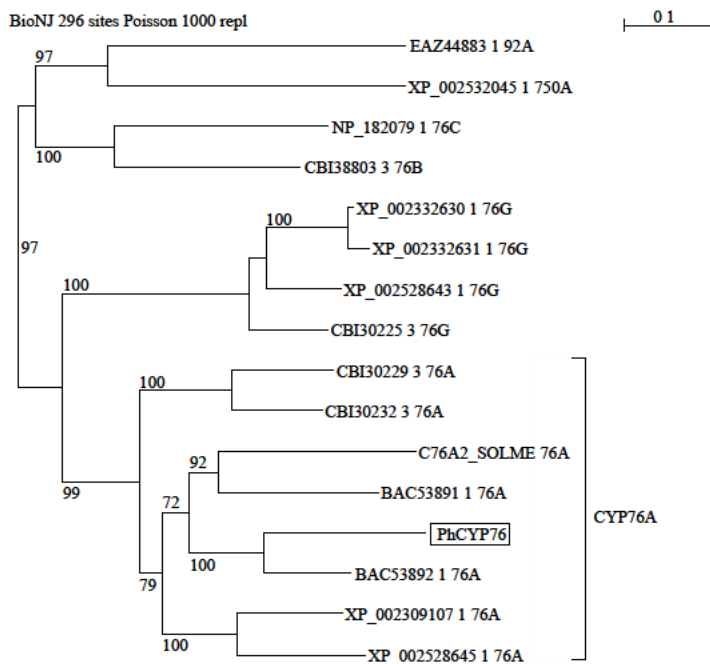 BioNJ 296 sites Poisson 1000 repl
0 1
EAZ44883 1 92A
97
XP_002532045 1 750A
NP_182079 1 76C
100
CBI38803 3 76B
XP_002332630 1 76G
100
97
XP_002332631 1 76G
100
XP_002528643 1 76G
CBI30225 3 76G
CBI30229 3 76A
100
CBI30232 3 76A
C76A2_SOLME 76A
92
99
BAC53891 1 76A
72
CYP76A
PhCYP76
100
BAC53892 1 76A
79
XP_002309107 1 76A
100
XP_002528645 1 76A